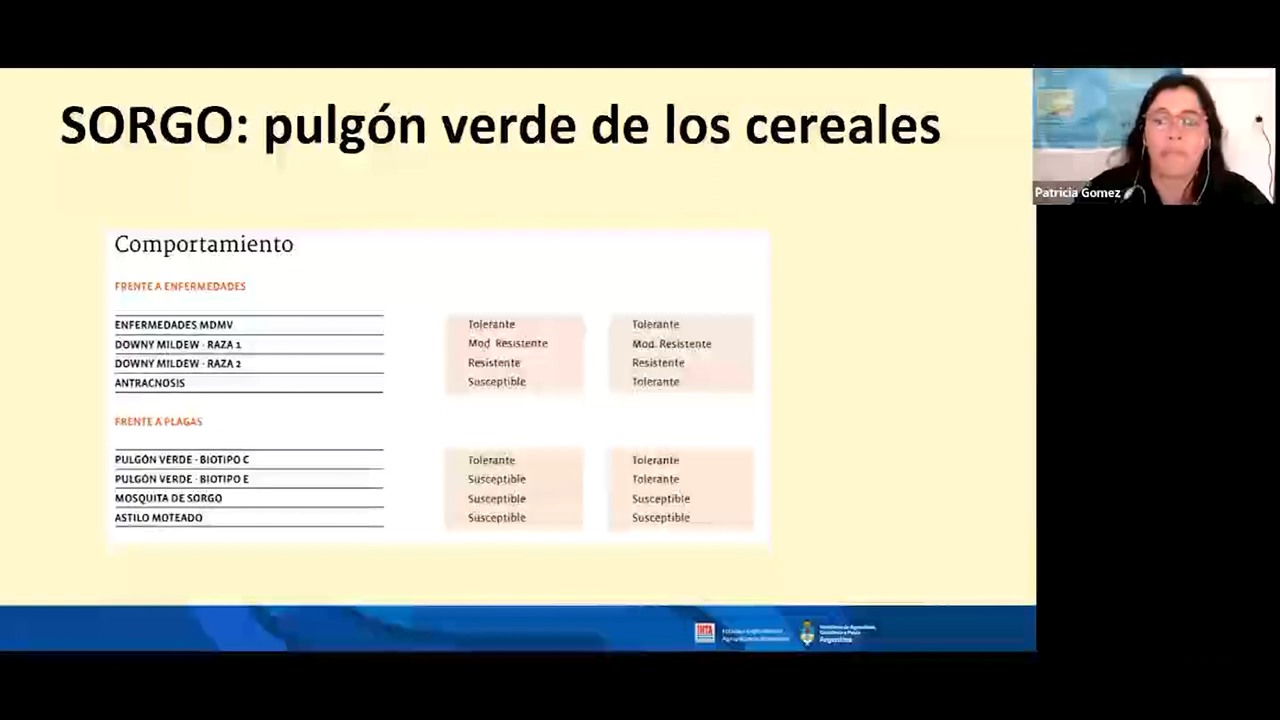 SORGO: pulgón verde de los cereales
Patricia Gomez
Comportamiento
FRENTE A ENFERMEDADES
ENFERMEDADES MDMV Tolerante Tolerante
DOWNY MILDEW - RAZA 1 Mod. Resistente Mod. Resistente
DOWNY MILDEW - RAZA 2 Resistente Resistente
ANTRACNOSIS Susceptible Tolerante
FRENTE A PLAGAS
PULGÓN VERDE - BIOTIPO C Tolerante Tolerante
PULGÓN VERDE - BIOTIPO E Susceptible Tolerante
MOSQUITA DE SORGO Susceptible Susceptible
ASTILO MOTEADO Susceptible Susceptible
INTA
Argentina